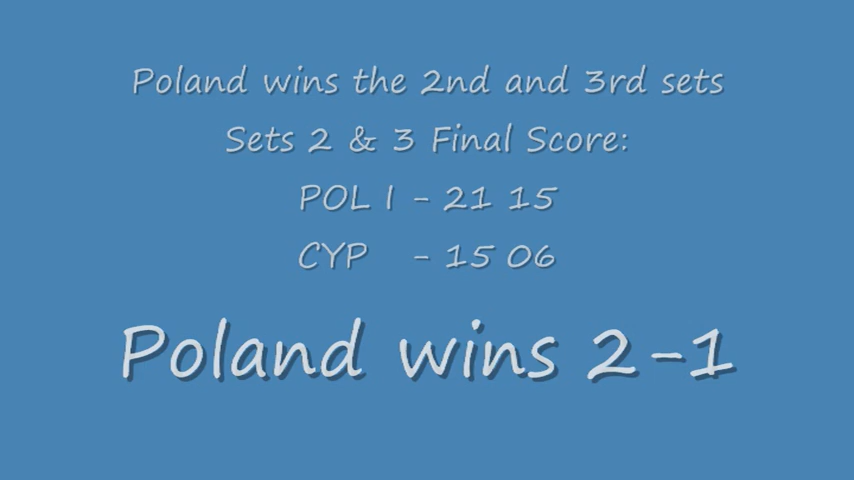 Poland wins the 2nd and 3rd sets
Sets 2 & 3 Final Score:
POL I - 21 15
CYP - 15 06
Poland wins 2-1